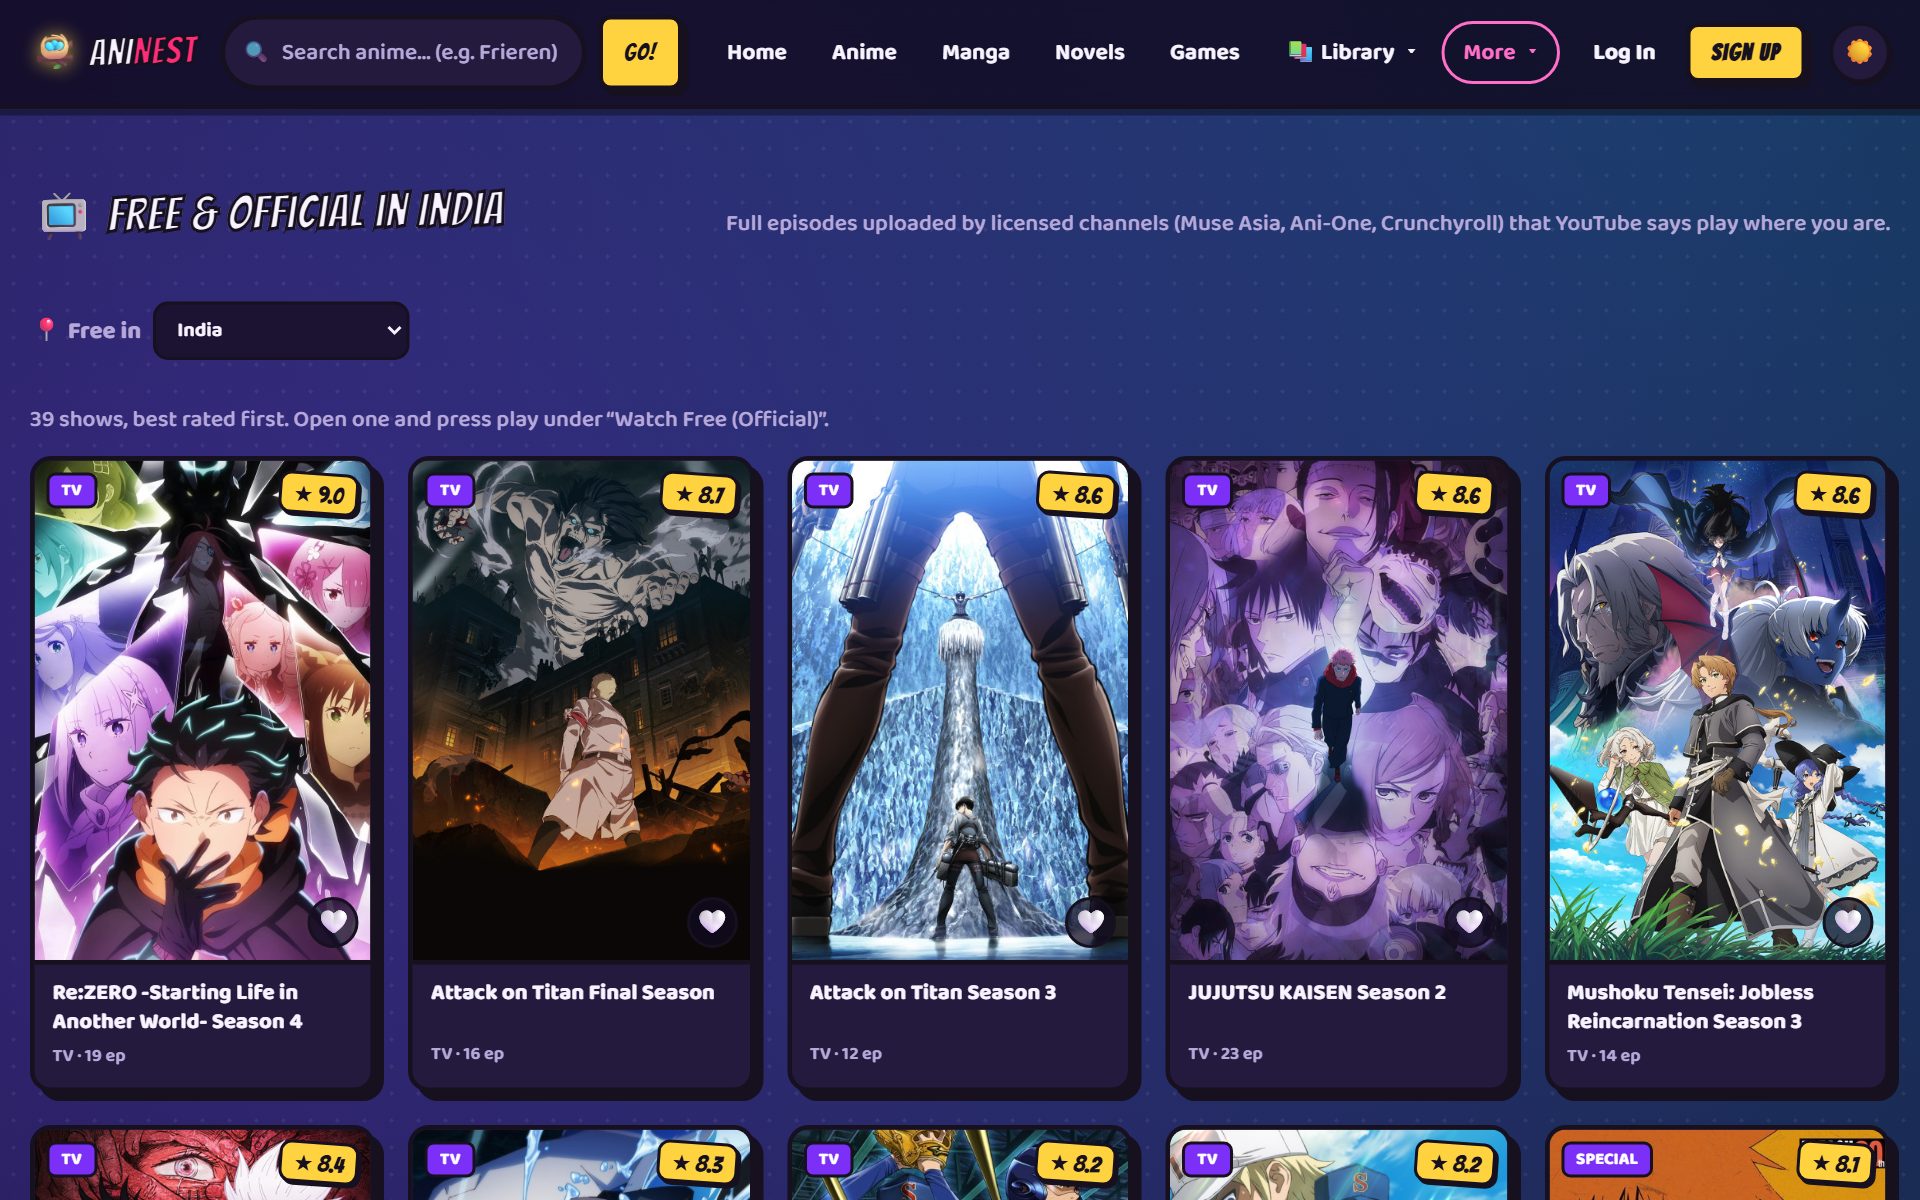 ANINEST
Search anime... (e.g. Frieren)
GO!
Home
Anime
Manga
Novels
Games
Library
More
Log In
SIGN UP
FREE & OFFICIAL IN INDIA
Full episodes uploaded by licensed channels (Muse Asia, Ani-One, Crunchyroll) that YouTube says play where you are.
Free in
India
39 shows, best rated first. Open one and press play under “Watch Free (Official)”.
TV
★ 9.0
TV
★ 8.7
TV
★ 8.6
TV
★ 8.6
TV
★ 8.6
Re:ZERO -Starting Life in
Another World- Season 4
TV · 19 ep
Attack on Titan Final Season
TV · 16 ep
Attack on Titan Season 3
TV · 12 ep
JUJUTSU KAISEN Season 2
TV · 23 ep
Mushoku Tensei: Jobless
Reincarnation Season 3
TV · 14 ep
TV
★ 8.4
TV
★ 8.3
TV
★ 8.2
S
TV
★ 8.2
S
SPECIAL
★ 8.1